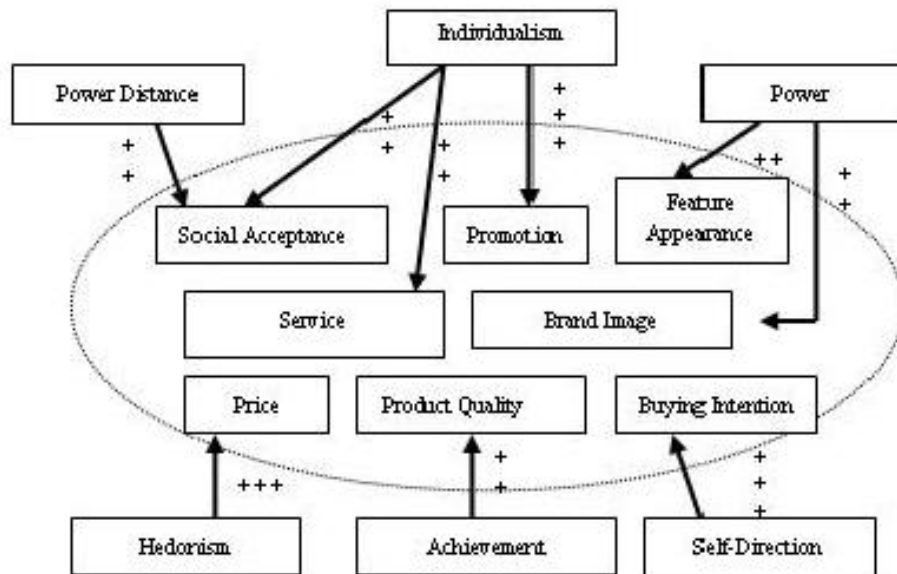 Individualism
Power Distance
Power
+
+
+
+
+
+
+
+
+
++
+
+
Social Acceptance
Promotion
Feature
Appearance
Service
Brand Image
Price
Product Quality
Buying Intention
+++
+
+
+
+
+
Hedonism
Achievement
Self-Direction